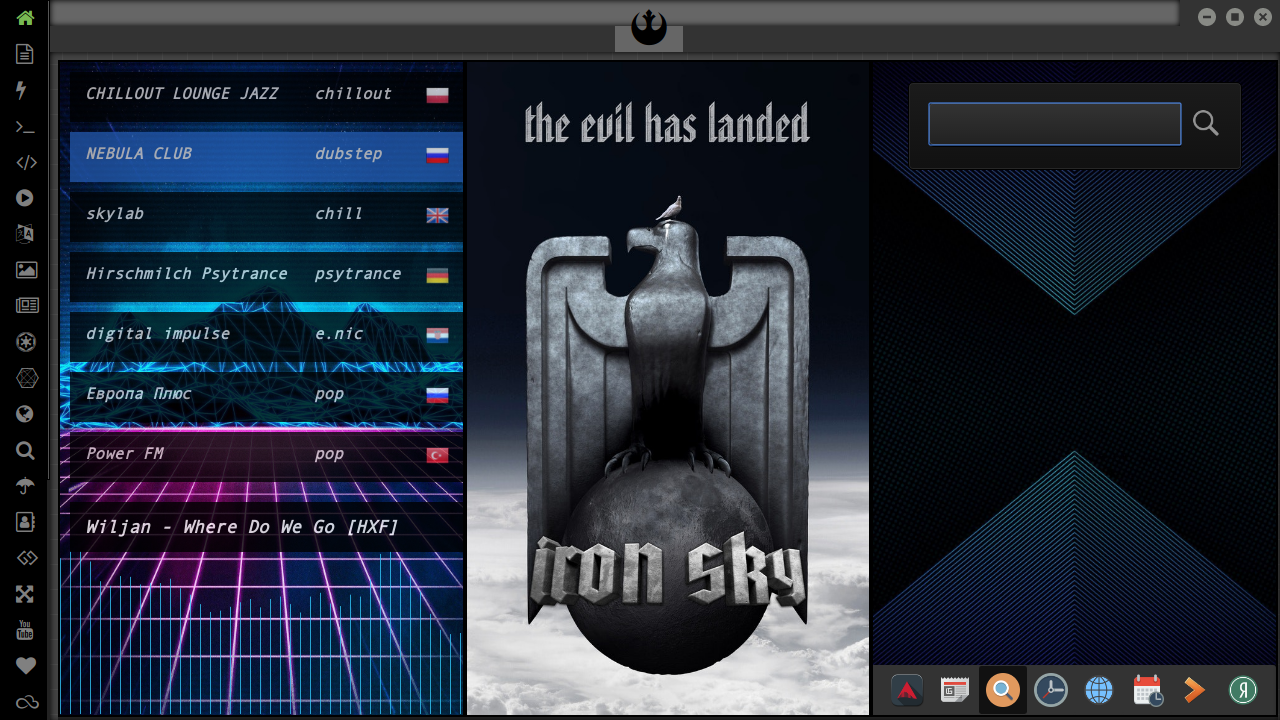 CHILLOUT LOUNGE JAZZ chillout
NEBULA CLUB dubstep
skylab chill
Hirschmilch Psytrance psytrance
digital impulse e.nic
Европа Плюс pop
Power FM pop
Wiljan - Where Do We Go [HXF]
the evil has landed
iron sky
You
Tube
Я